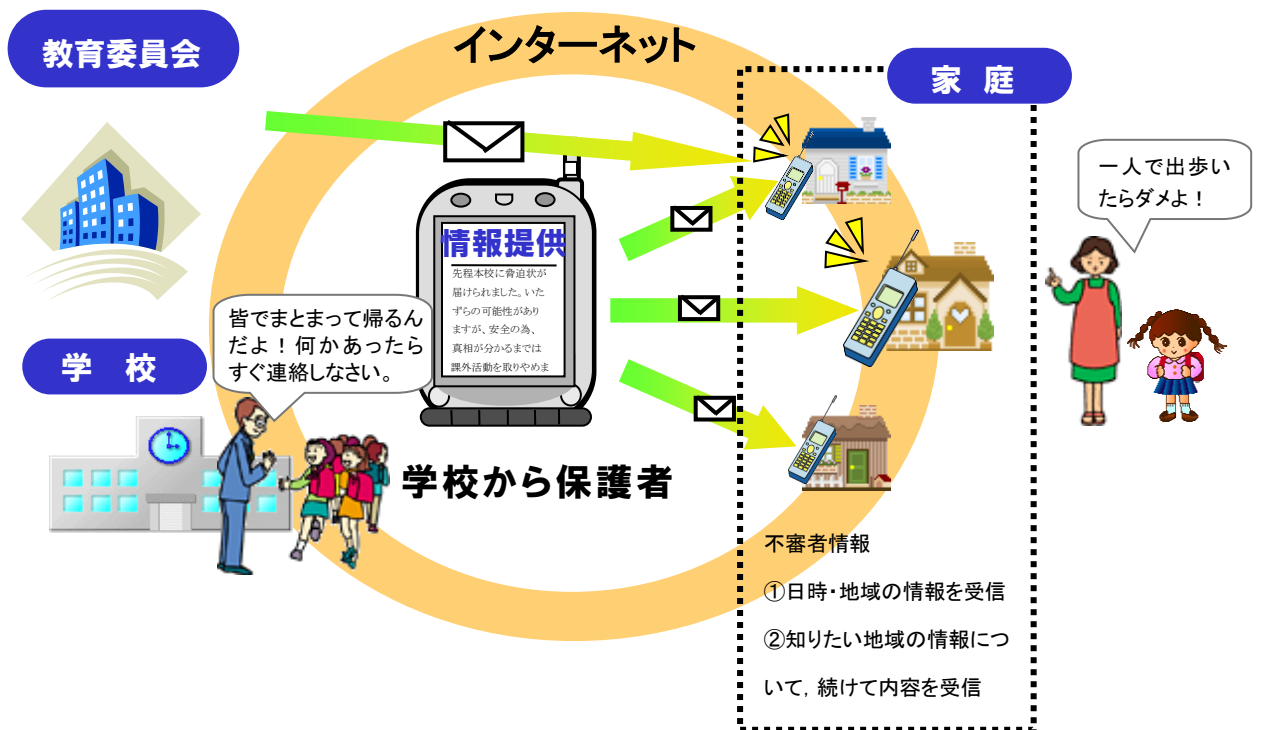 教育委員会
インターネット
家 庭
一人で出歩い
たらダメよ！
情報提供
先程本校に脅迫状が
届けられました。いた
ずらの可能性があり
ますが、安全の為、
真相が分かるまでは
課外活動を取りやめま
皆でまとまって帰るん
だよ！何かあったら
すぐ連絡しなさい。
学 校
学校から保護者
不審者情報
①日時・地域の情報を受信
②知りたい地域の情報につ
いて，続けて内容を受信